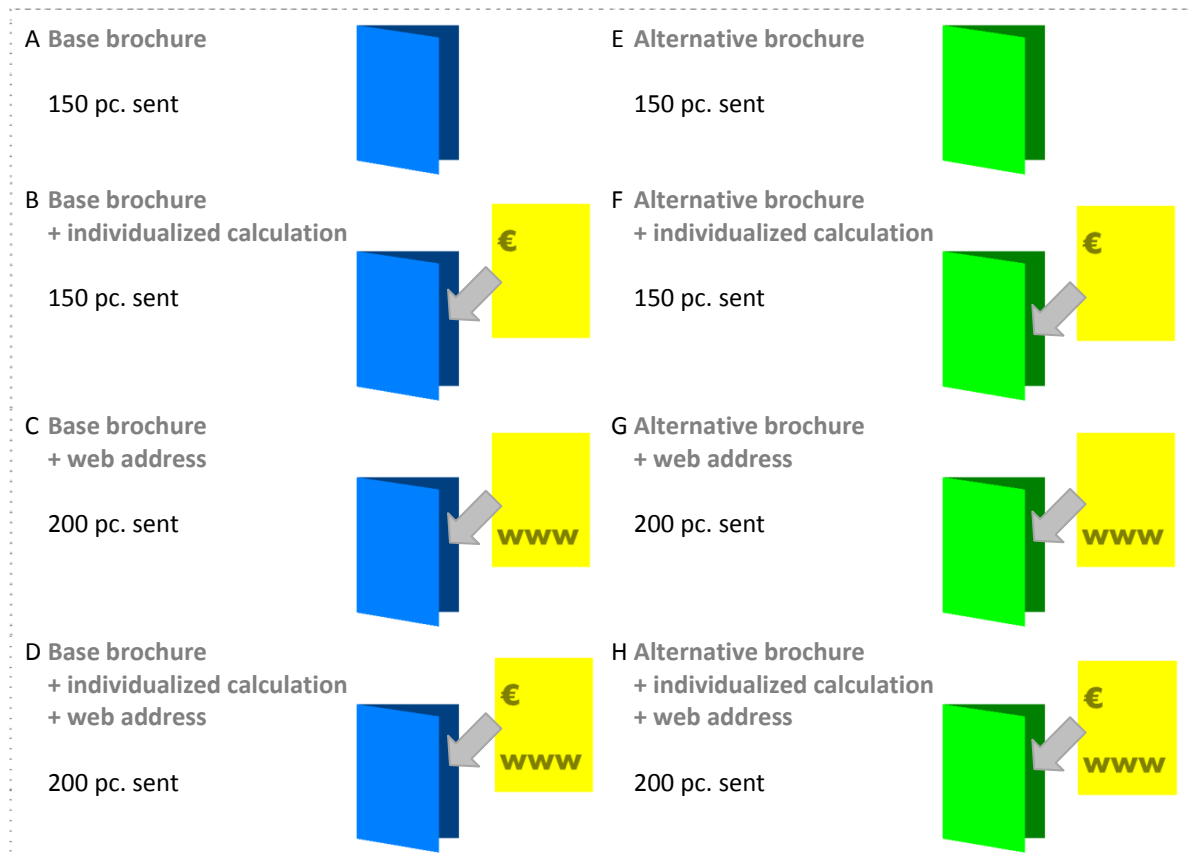 A Base brochure
150 pc. sent
B Base brochure
+ individualized calculation
€
150 pc. sent
C Base brochure
+ web address
200 pc. sent
www
D Base brochure
+ individualized calculation
+ web address
€
www
200 pc. sent
E Alternative brochure
150 pc. sent
F Alternative brochure
+ individualized calculation
€
150 pc. sent
G Alternative brochure
+ web address
200 pc. sent
www
H Alternative brochure
+ individualized calculation
+ web address
€
www
200 pc. sent